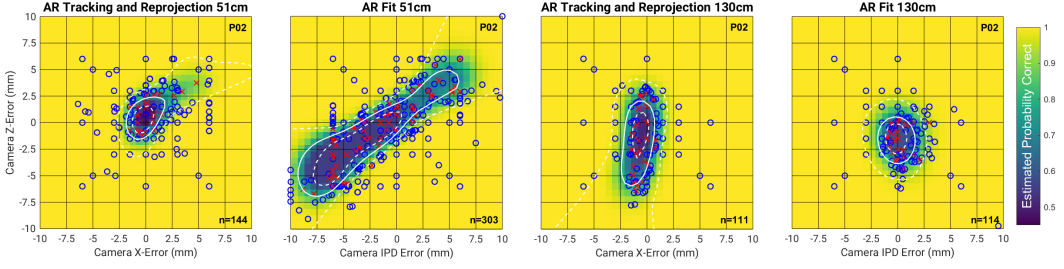 AR Tracking and Reprojection 51cm
AR Fit 51cm
AR Tracking and Reprojection 130cm
AR Fit 130cm
P02
P02
P02
P02
Camera Z-Error (mm)
10
7.5
5
2.5
0
-2.5
-5
-7.5
-10
n=144
n=303
n=111
n=114
-10 -7.5 -5 -2.5 0 2.5 5 7.5 10
-10 -7.5 -5 -2.5 0 2.5 5 7.5 10
-10 -7.5 -5 -2.5 0 2.5 5 7.5 10
-10 -7.5 -5 -2.5 0 2.5 5 7.5 10
Camera X-Error (mm)
Camera IPD Error (mm)
Camera X-Error (mm)
Camera IPD Error (mm)
Estimated Probability Correct
1
0.9
0.8
0.7
0.6
0.5